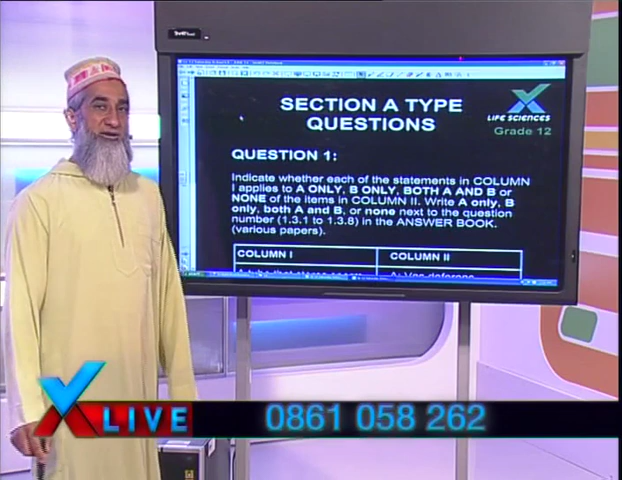 SECTION A TYPE
QUESTIONS
LIFE SCIENCES
Grade 12
QUESTION 1:
Indicate whether each of the statements in COLUMN
I applies to A ONLY, B ONLY, BOTH A AND B or
NONE of the items in COLUMN II. Write A only, B
only, both A and B, or none next to the question
number (1.3.1 to 1.3.8) in the ANSWER BOOK.
(various papers).
COLUMN I
COLUMN II
X LIVE
0861 058 262